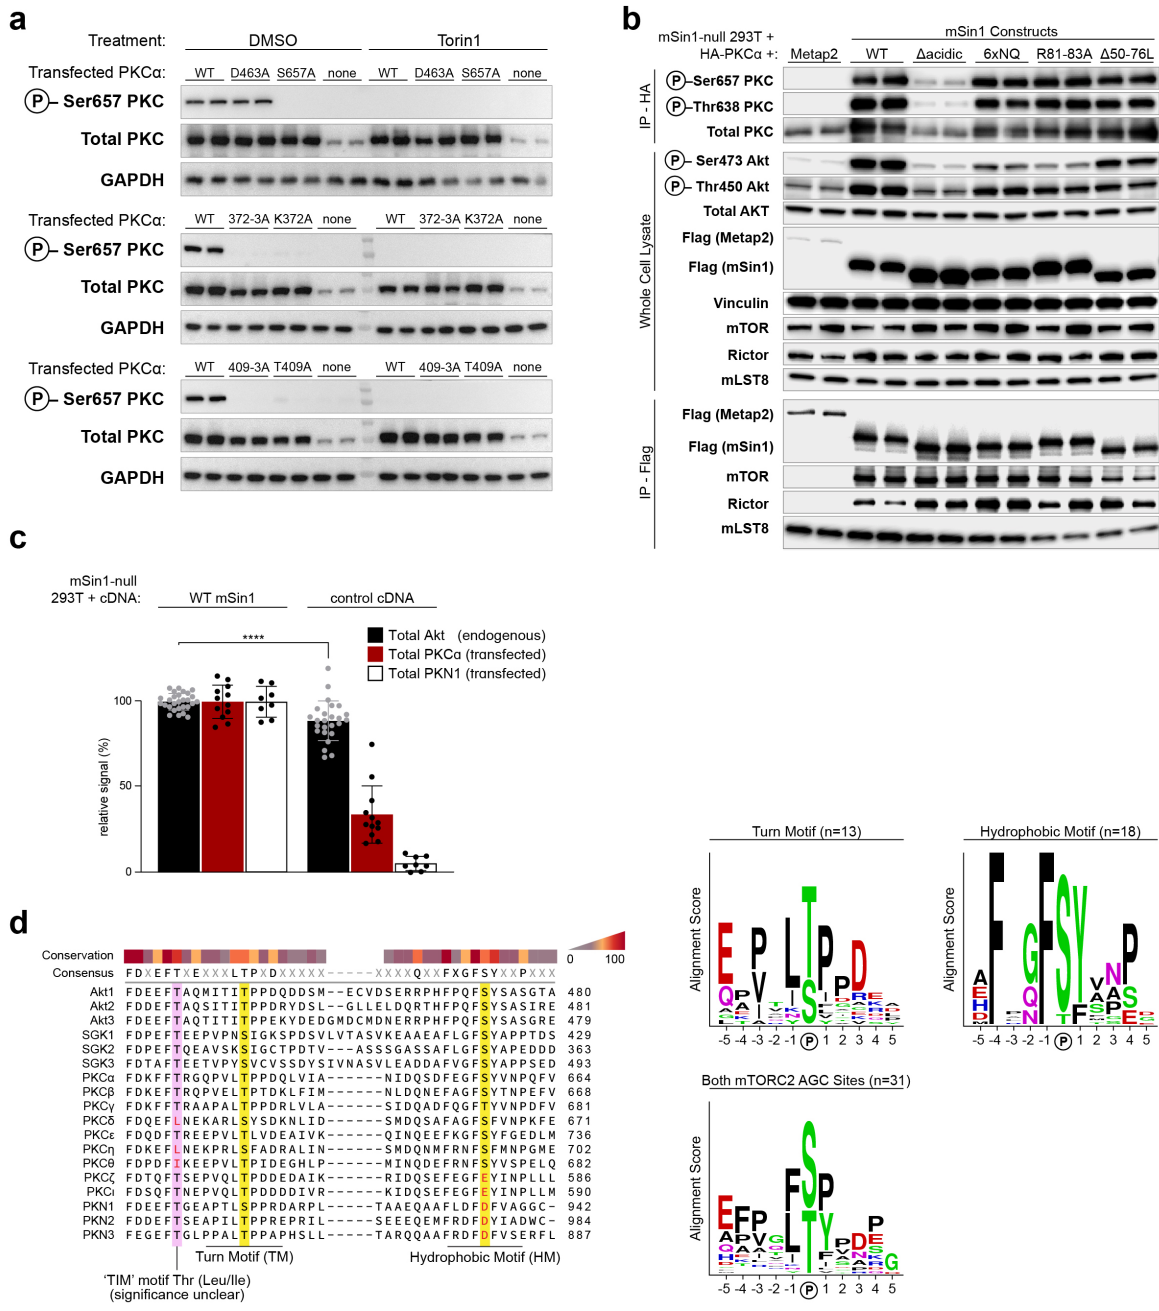 a
Treatment: DMSO Torin1
Transfected PKCα: WT D463A S657A none WT D463A S657A none
P – Ser657 PKC
Total PKC
GAPDH
Transfected PKCα: WT 372-3A K372A none WT 372-3A K372A none
P – Ser657 PKC
Total PKC
GAPDH
Transfected PKCα: WT 409-3A T409A none WT 409-3A T409A none
P – Ser657 PKC
Total PKC
GAPDH
b
mSin1-null 293T + mSin1 Constructs
HA-PKCα +: Metap2 WT Δacidic 6xNQ R81-83A Δ50-76L
IP - HA
P –Ser657 PKC
P –Thr638 PKC
Total PKC
Whole Cell Lysate
P – Ser473 Akt
P – Thr450 Akt
Total AKT
Flag (Metap2)
Flag (mSin1)
Vinculin
mTOR
Rictor
mLST8
IP - Flag
Flag (Metap2)
Flag (mSin1)
mTOR
Rictor
mLST8
c
mSin1-null
293T + cDNA: WT mSin1 control cDNA
****
Total Akt (endogenous)
Total PKCα (transfected)
Total PKN1 (transfected)
relative signal (%)
100
50
0
d
Conservation 0 100
Consensus FDXEFTXEXXXLTPXDXXXXX-----XXXXQXXFXGFSYXXPXXX
Akt1 FDEEFTAQMITITPPDQDDSM--ECVDSERRPHFPQFSYSASGTA 480
Akt2 FDEEFTAQSITITPPDRYDSL--GLLELDQRTHFPQFSYSASIRE 481
Akt3 FDEEFTAQTITITPPEKYDEDGMDCMDNERRPHFPQFSYSASGRE 479
SGK1 FDEEFTEEPVPNSIGKSPDSVLVTASVKEAAEAFLGFSYAPPTDS 429
SGK2 FDPEFTQEAVSKSIGCTPDTV---ASSSGASSAFLGFSYAPEDDD 363
SGK3 FDTAFTEETVPYSVCVSSDYSIVNASVLEADDAFVGFSYAPPSED 493
PKCα FDKFFTRGQPVLTPPDQLVIA------NIDQSDFEGFSYVNPQFV 664
PKCβ FDKEFTRQPVELTPTDKLFIM------NLDQNEFAGFSYTNPEFV 668
PKCγ FDKFFTRAAPALTPPDRLVLA------SIDQADFQGFTYVNPDFV 681
PKCδ FDQEFLNEKARLSYSDKNLID------SMDQSAFAGFSFVNPKFE 671
PKCε FDQDFTREEPVLTLVDEAIVK------QINQEEFKGFSYFGEDLM 736
PKCη FDKEFLNEKPRLSFADRALIN------SMDQNMFRNFSFMNPGME 702
PKCθ FDPDFIKEEPVLTPIDEGHLP------MINQDEFRNFSYVSPELQ 682
PKCζ FDTQFTSEPVQLTPDDEDAIK------RIDQSEFEGFEYINPLLL 586
PKCι FDSQFTNEPVQLTPDDDDIVR------KIDQSEFEGFEYINPLLM 590
PKN1 FDEEFTGEAPTLSPPRDARPL------TAAEQAAFLDFDFVAGGC- 942
PKN2 FDEEFTSEAPILTPPREPRIL------SEEEQEMFRDFDYIADWC- 984
PKN3 FEGEFTGLPPALTPPAPHSLL------TARQQAAFRDFDFVSERFL 887
Turn Motif (TM) Hydrophobic Motif (HM)
‘TIM’ motif Thr (Leu/Ile)
(significance unclear)
Turn Motif (n=13)
Alignment Score
-5 -4 -3 -2 -1 P 1 2 3 4 5
Hydrophobic Motif (n=18)
Alignment Score
-5 -4 -3 -2 -1 P 1 2 3 4 5
Both mTORC2 AGC Sites (n=31)
Alignment Score
-5 -4 -3 -2 -1 P 1 2 3 4 5